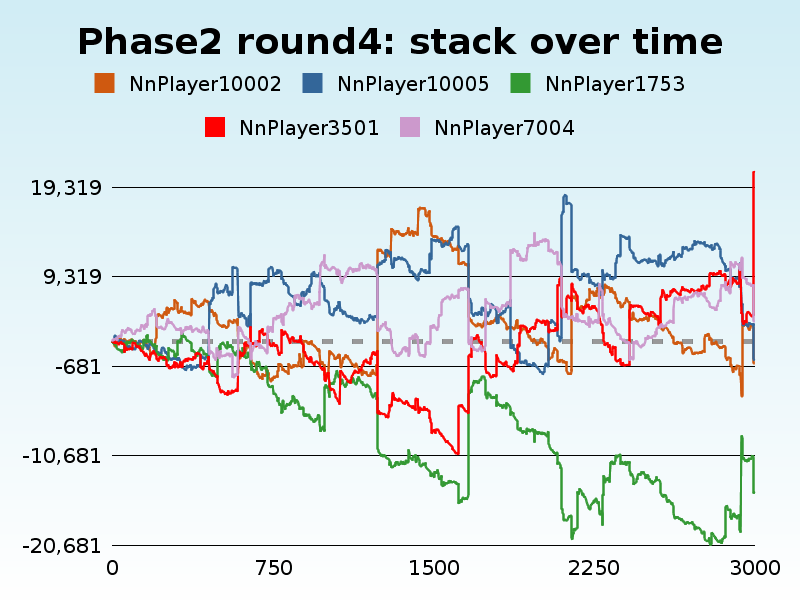 Phase2 round4: stack over time
NnPlayer10002 NnPlayer10005 NnPlayer1753
NnPlayer3501 NnPlayer7004
19,319
9,319
-681
-10,681
-20,681
0 750 1500 2250 3000